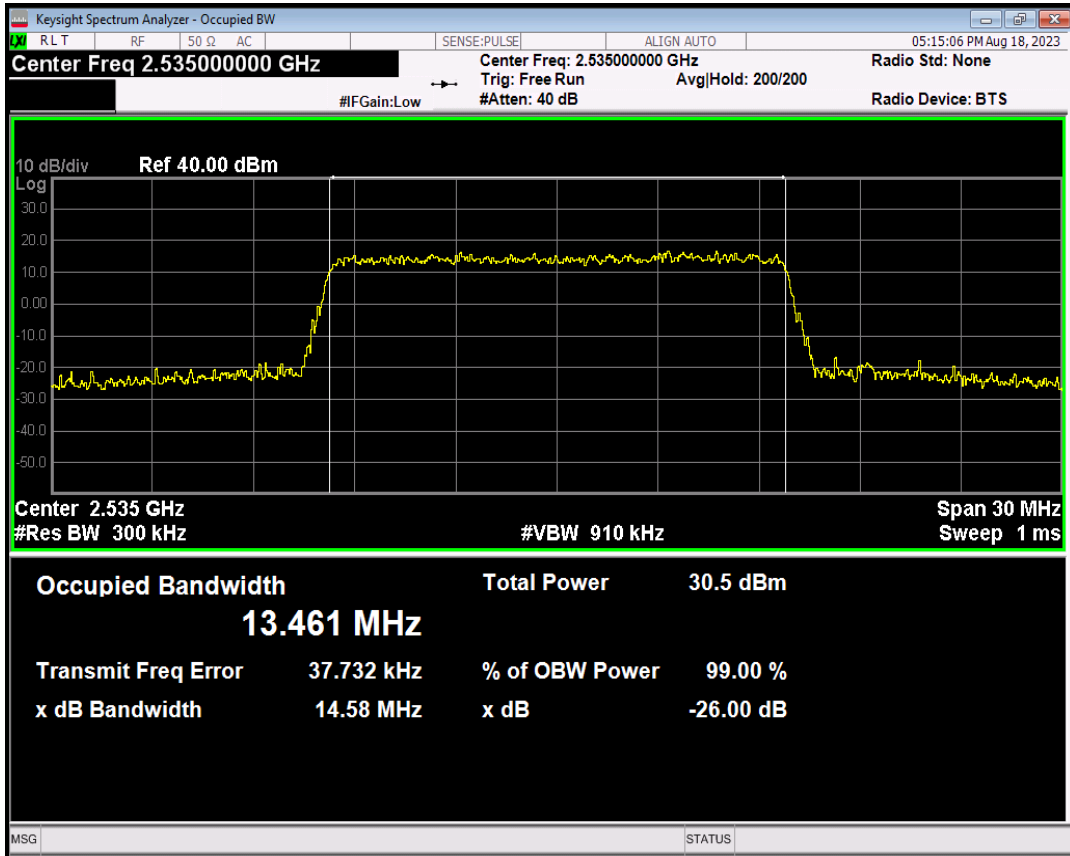 Keysight Spectrum Analyzer - Occupied BW
LXI RLT RF 50 Ω AC SENSE:PULSE ALIGN AUTO 05:15:06 PM Aug 18, 2023
Center Freq 2.535000000 GHz Center Freq: 2.535000000 GHz Radio Std: None
Trig: Free Run Avg|Hold: 200/200
#IFGain:Low #Atten: 40 dB Radio Device: BTS
10 dB/div Ref 40.00 dBm
Log
30.0
20.0
10.0
0.00
-10.0
-20.0
-30.0
-40.0
-50.0
Center 2.535 GHz Span 30 MHz
#Res BW 300 kHz #VBW 910 kHz Sweep 1 ms
Occupied Bandwidth Total Power 30.5 dBm
13.461 MHz
Transmit Freq Error 37.732 kHz % of OBW Power 99.00 %
x dB Bandwidth 14.58 MHz x dB -26.00 dB
MSG STATUS